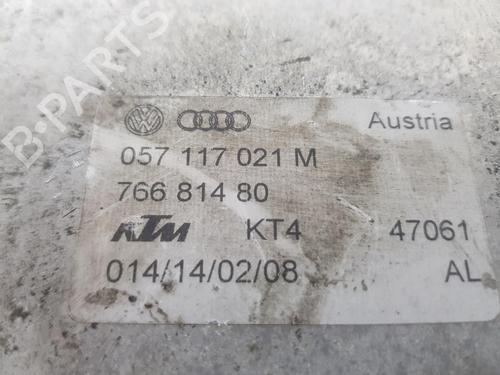 Austria
057 117 021 M
766 814 80
KTM KT4 47061
014/14/02/08 AL
B-PARTS